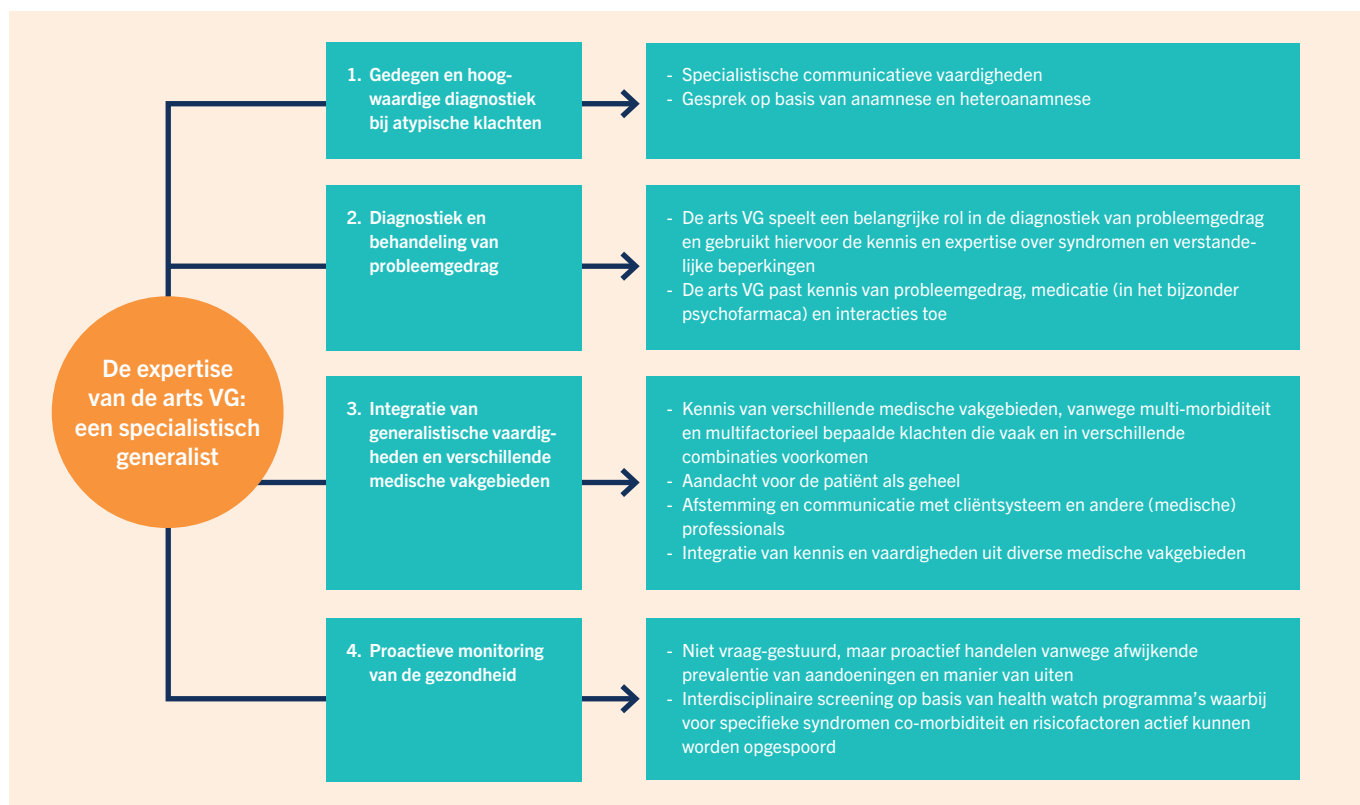 De expertise
van de arts VG:
een specialistisch
generalist
1. Gedegen en hoog-
waardige diagnostiek
bij atypische klachten
- Specialistische communicatieve vaardigheden
- Gesprek op basis van anamnese en heteroanamnese
2. Diagnostiek en
behandeling van
probleemgedrag
- De arts VG speelt een belangrijke rol in de diagnostiek van probleemgedrag
en gebruikt hiervoor de kennis en expertise over syndromen en verstande-
lijke beperkingen
- De arts VG past kennis van probleemgedrag, medicatie (in het bijzonder
psychofarmaca) en interacties toe
3. Integratie van
generalistische vaardig-
heden en verschillende
medische vakgebieden
- Kennis van verschillende medische vakgebieden, vanwege multi-morbiditeit
en multifactorieel bepaalde klachten die vaak en in verschillende
combinaties voorkomen
- Aandacht voor de patiënt als geheel
- Afstemming en communicatie met cliëntsysteem en andere (medische)
professionals
- Integratie van kennis en vaardigheden uit diverse medische vakgebieden
4. Proactieve monitoring
van de gezondheid
- Niet vraag-gestuurd, maar proactief handelen vanwege afwijkende
prevalentie van aandoeningen en manier van uiten
- Interdisciplinaire screening op basis van health watch programma's waarbij
voor specifieke syndromen co-morbiditeit en risicofactoren actief kunnen
worden opgespoord